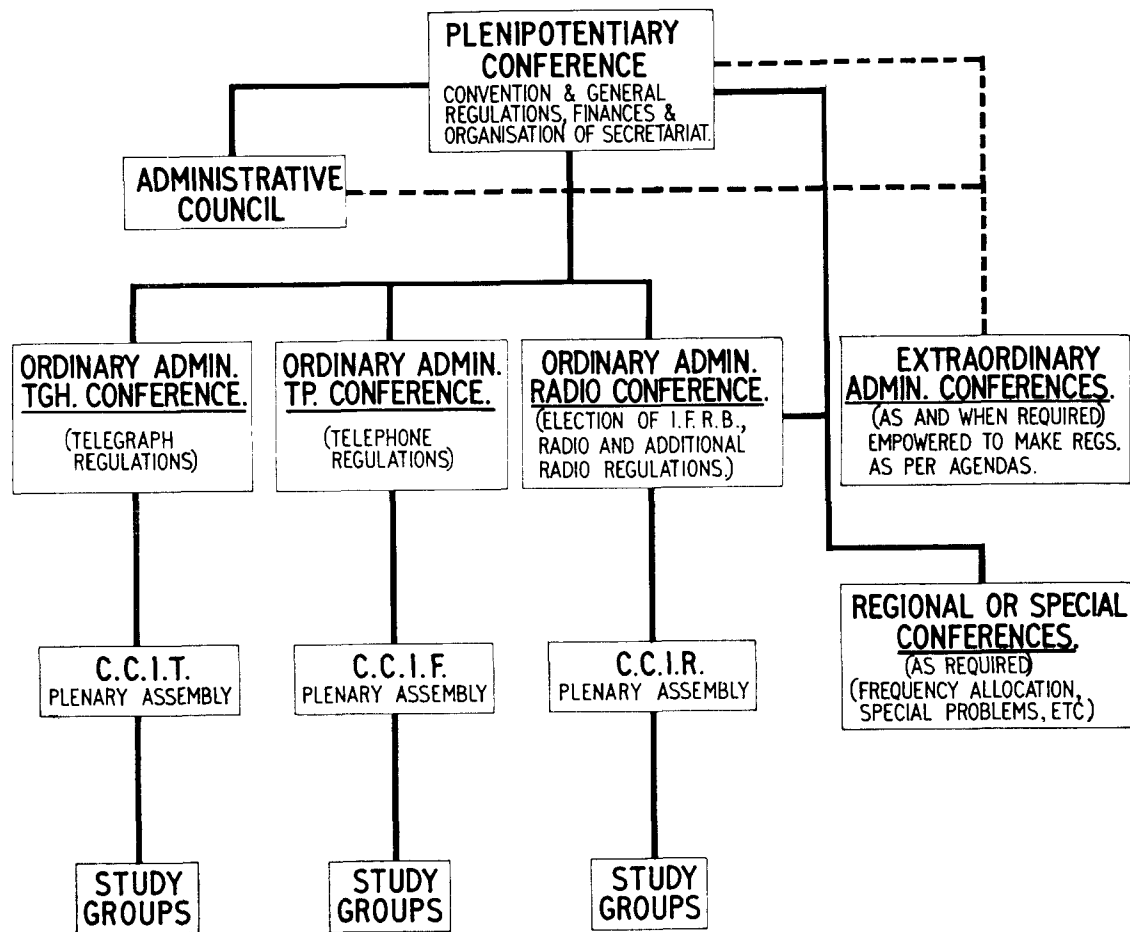 PLENIPOTENTIARY
CONFERENCE
CONVENTION & GENERAL
REGULATIONS, FINANCES &
ORGANISATION OF SECRETARIAT.
ADMINISTRATIVE
COUNCIL
ORDINARY ADMIN.
TGH. CONFERENCE.
(TELEGRAPH
REGULATIONS)
ORDINARY ADMIN.
TP. CONFERENCE.
(TELEPHONE
REGULATIONS)
ORDINARY ADMIN.
RADIO CONFERENCE.
(ELECTION OF I.F.R.B.,
RADIO AND ADDITIONAL
RADIO REGULATIONS.)
EXTRAORDINARY
ADMIN. CONFERENCES.
(AS AND WHEN REQUIRED)
EMPOWERED TO MAKE REGS.
AS PER AGENDAS.
REGIONAL OR SPECIAL
CONFERENCES.
(AS REQUIRED)
(FREQUENCY ALLOCATION,
SPECIAL PROBLEMS, ETC)
C.C.I.T.
PLENARY ASSEMBLY
C.C.I.F.
PLENARY ASSEMBLY
C.C.I.R.
PLENARY ASSEMBLY
STUDY
GROUPS
STUDY
GROUPS
STUDY
GROUPS